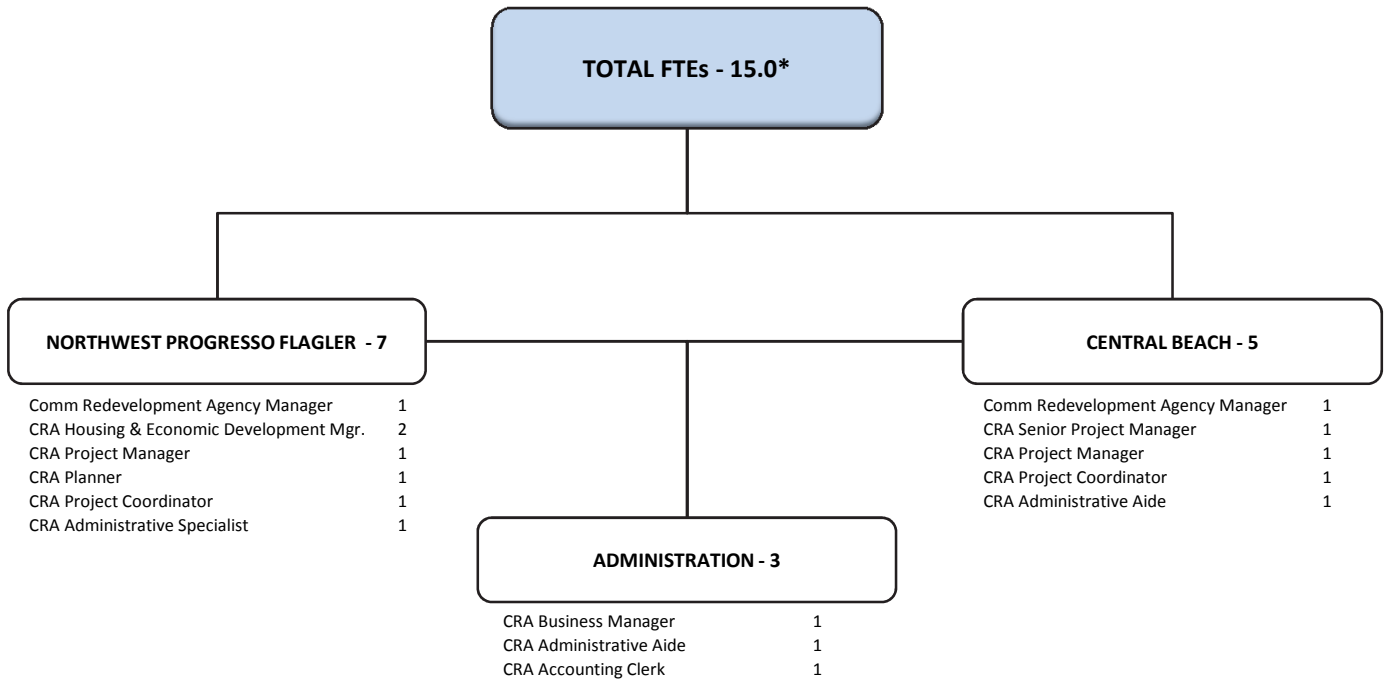 TOTAL FTEs - 15.0*
NORTHWEST PROGRESSO FLAGLER - 7
Comm Redevelopment Agency Manager 1
CRA Housing & Economic Development Mgr. 2
CRA Project Manager 1
CRA Planner 1
CRA Project Coordinator 1
CRA Administrative Specialist 1
CENTRAL BEACH - 5
Comm Redevelopment Agency Manager 1
CRA Senior Project Manager 1
CRA Project Manager 1
CRA Project Coordinator 1
CRA Administrative Aide 1
ADMINISTRATION - 3
CRA Business Manager 1
CRA Administrative Aide 1
CRA Accounting Clerk 1